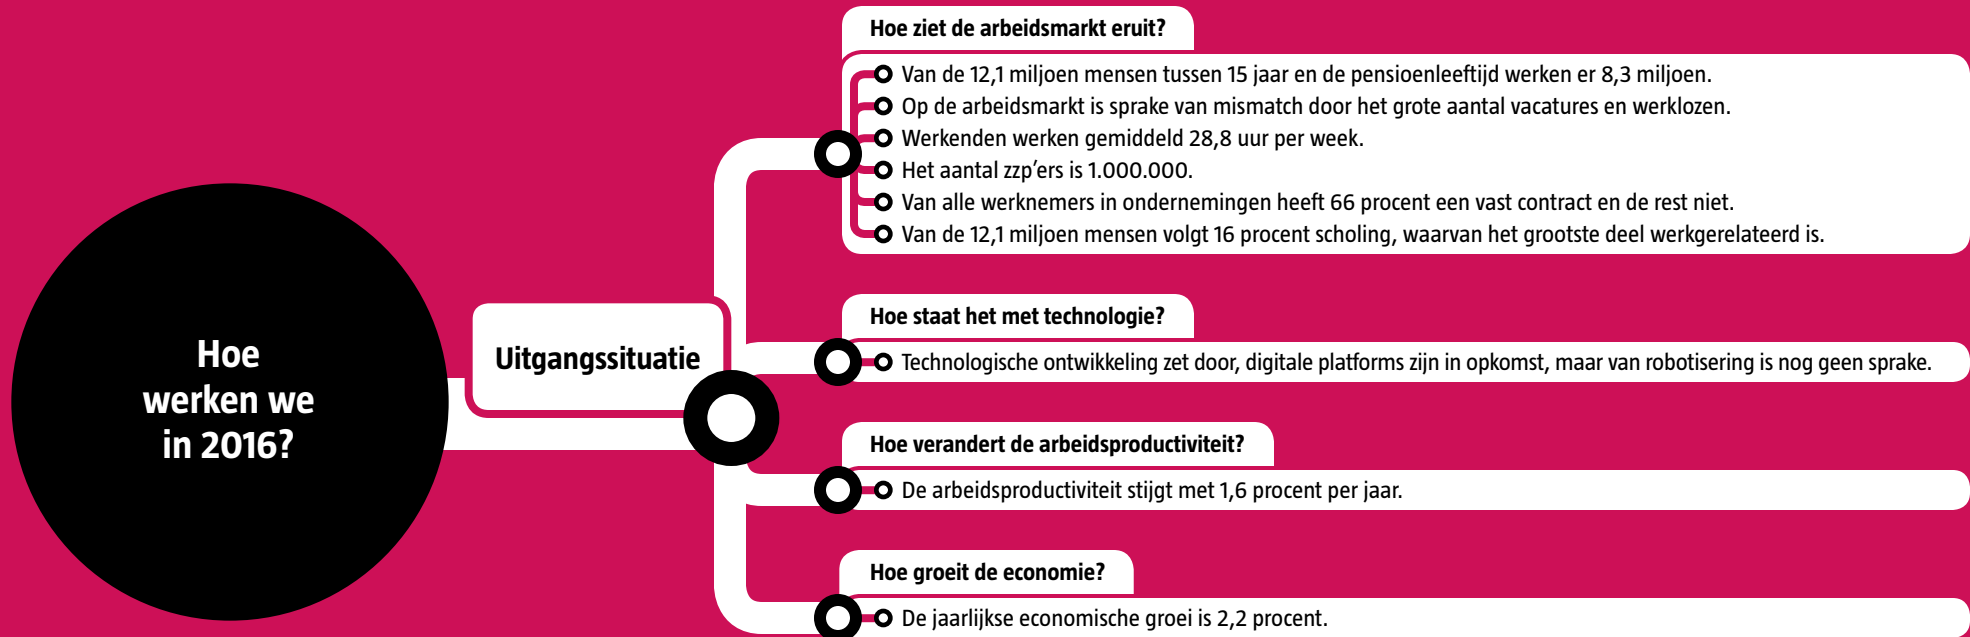 Hoe
werken we
in 2016?
Uitgangssituatie
Hoe ziet de arbeidsmarkt eruit?
Van de 12,1 miljoen mensen tussen 15 jaar en de pensioenleeftijd werken er 8,3 miljoen.
Op de arbeidsmarkt is sprake van mismatch door het grote aantal vacatures en werklozen.
Werkenden werken gemiddeld 28,8 uur per week.
Het aantal zzp’ers is 1.000.000.
Van alle werknemers in ondernemingen heeft 66 procent een vast contract en de rest niet.
Van de 12,1 miljoen mensen volgt 16 procent scholing, waarvan het grootste deel werkgerelateerd is.
Hoe staat het met technologie?
Technologische ontwikkeling zet door, digitale platforms zijn in opkomst, maar van robotisering is nog geen sprake.
Hoe verandert de arbeidsproductiviteit?
De arbeidsproductiviteit stijgt met 1,6 procent per jaar.
Hoe groeit de economie?
De jaarlijkse economische groei is 2,2 procent.